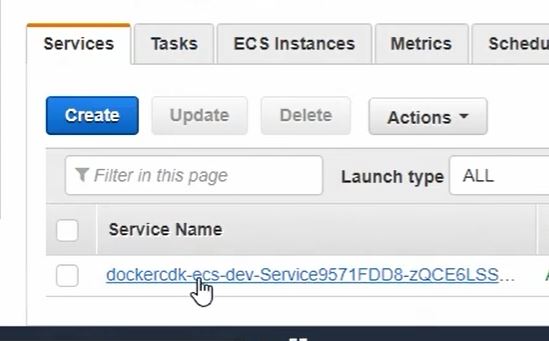 Services Tasks ECS Instances Metrics Schedu
Create Update Delete Actions
Filter in this page Launch type ALL
Service Name
dockercdk-ecs-dev-Service9571FDD8-zQCE6LSS...